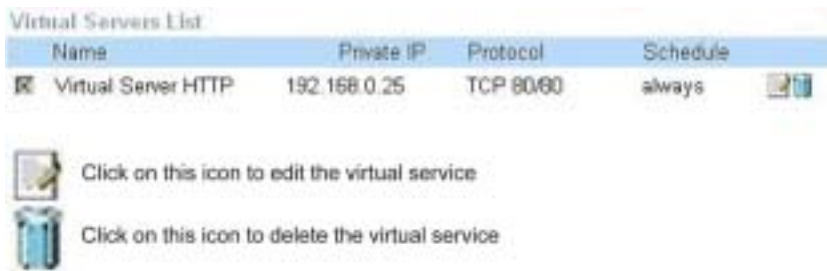 Virtual Servers List
Name Private IP Protocol Schedule
Virtual Server HTTP 192.168.0.25 TCP 80/80 always
Click on this icon to edit the virtual service
Click on this icon to delete the virtual service